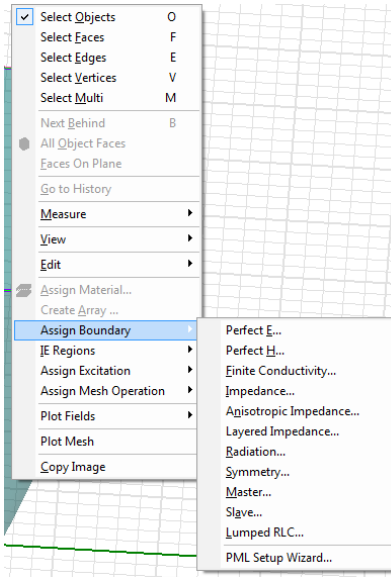 Select Objects O
Select Faces F
Select Edges E
Select Vertices V
Select Multi M
Next Behind B
All Object Faces
Faces On Plane
Go to History
Measure
View
Edit
Assign Material...
Create Array ...
Assign Boundary
IE Regions
Assign Excitation
Assign Mesh Operation
Plot Fields
Plot Mesh
Copy Image
Perfect E...
Perfect H...
Finite Conductivity...
Impedance...
Anisotropic Impedance...
Layered Impedance...
Radiation...
Symmetry...
Master...
Slave...
Lumped RLC...
PML Setup Wizard...